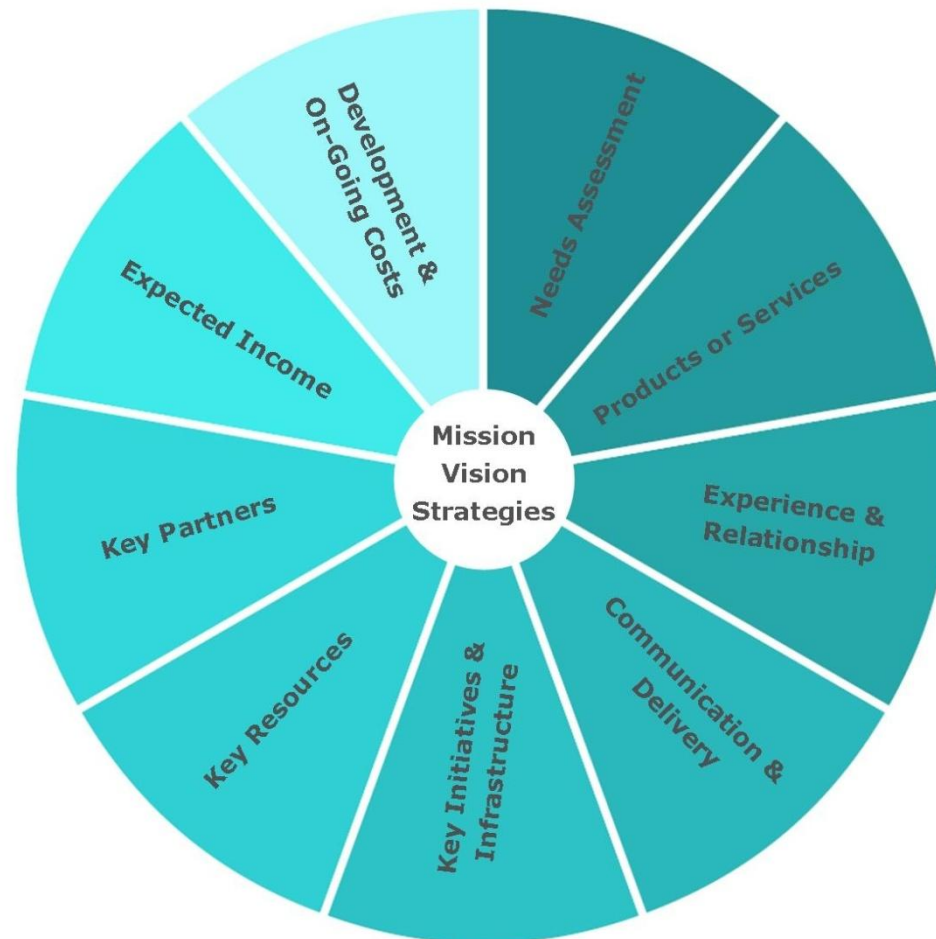 Needs Assessment
Products or Services
Experience &
Relationship
Communication &
Delivery
Key Initiatives &
Infrastructure
Key Resources
Key Partners
Expected Income
Development &
On-Going Costs
Mission
Vision
Strategies